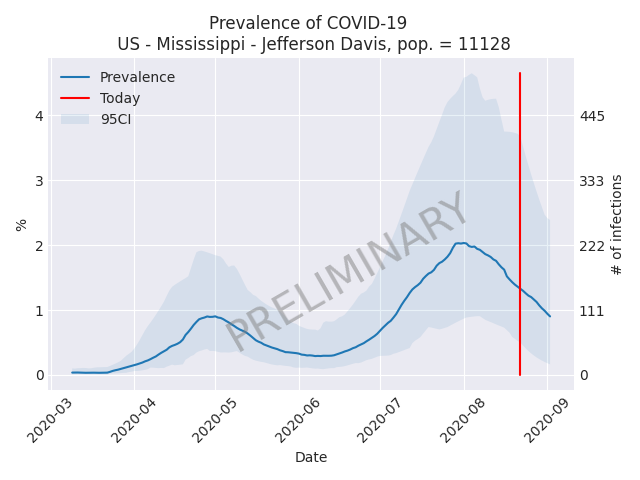 Prevalence of COVID-19
US - Mississippi - Jefferson Davis, pop. = 11128
Prevalence
Today
95CI
%
4
3
2
1
0
445
333
222
111
0
# of infections
PRELIMINARY
2020-03
2020-04
2020-05
2020-06
2020-07
2020-08
2020-09
Date